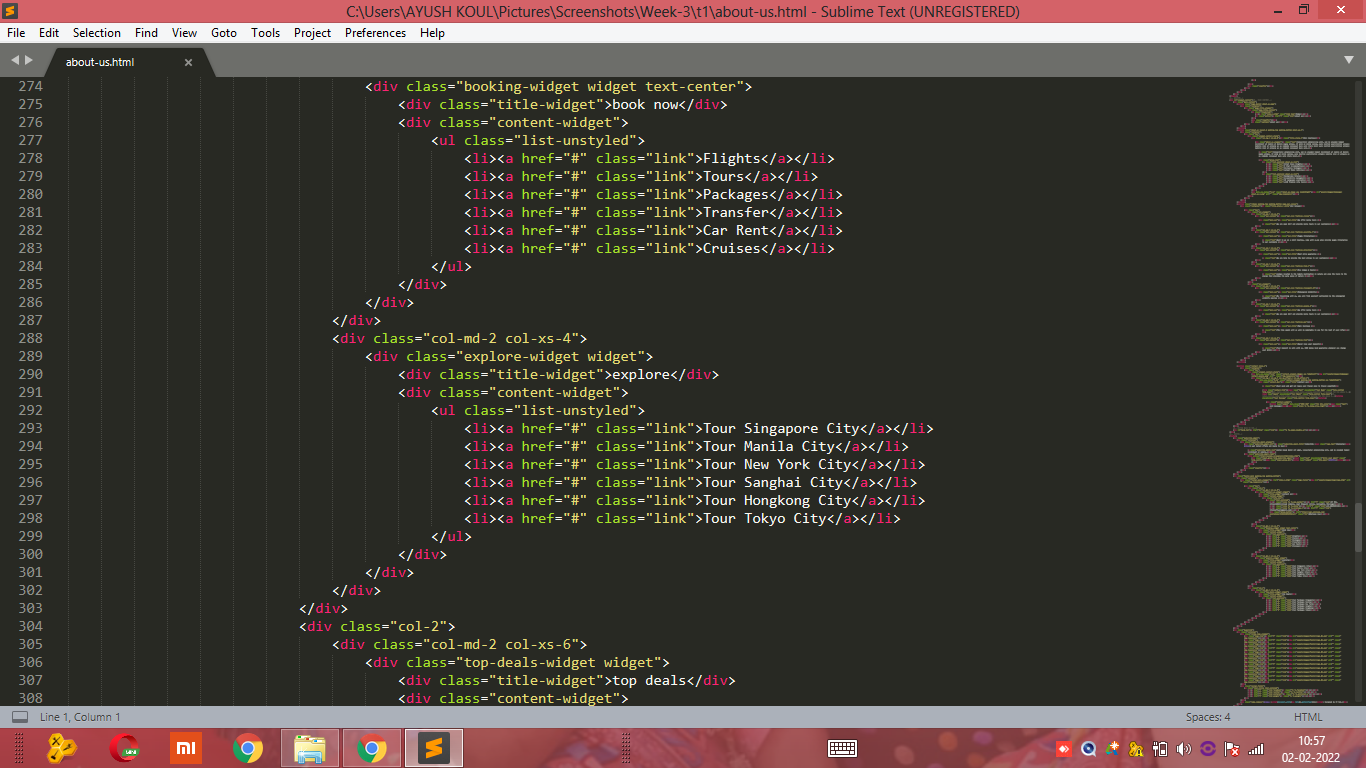 C:\Users\AYUSH KOUL\Pictures\Screenshots\Week-3\t1\about-us.html - Sublime Text (UNREGISTERED)
File Edit Selection Find View Goto Tools Project Preferences Help
about-us.html
274 <div class="booking-widget widget text-center">
275 <div class="title-widget">book now</div>
276 <div class="content-widget">
277 <ul class="list-unstyled">
278 <li><a href="#" class="link">Flights</a></li>
279 <li><a href="#" class="link">Tours</a></li>
280 <li><a href="#" class="link">Packages</a></li>
281 <li><a href="#" class="link">Transfer</a></li>
282 <li><a href="#" class="link">Car Rent</a></li>
283 <li><a href="#" class="link">Cruises</a></li>
284 </ul>
285 </div>
286 </div>
287 </div>
288 <div class="col-md-2 col-xs-4">
289 <div class="explore-widget widget">
290 <div class="title-widget">explore</div>
291 <div class="content-widget">
292 <ul class="list-unstyled">
293 <li><a href="#" class="link">Tour Singapore City</a></li>
294 <li><a href="#" class="link">Tour Manila City</a></li>
295 <li><a href="#" class="link">Tour New York City</a></li>
296 <li><a href="#" class="link">Tour Sanghai City</a></li>
297 <li><a href="#" class="link">Tour Hongkong City</a></li>
298 <li><a href="#" class="link">Tour Tokyo City</a></li>
299 </ul>
300 </div>
301 </div>
302 </div>
303 </div>
304 <div class="col-2">
305 <div class="col-md-2 col-xs-6">
306 <div class="top-deals-widget widget">
307 <div class="title-widget">top deals</div>
308 <div class="content-widget">
Line 1, Column 1 Spaces: 4 HTML
mi
10:57
02-02-2022